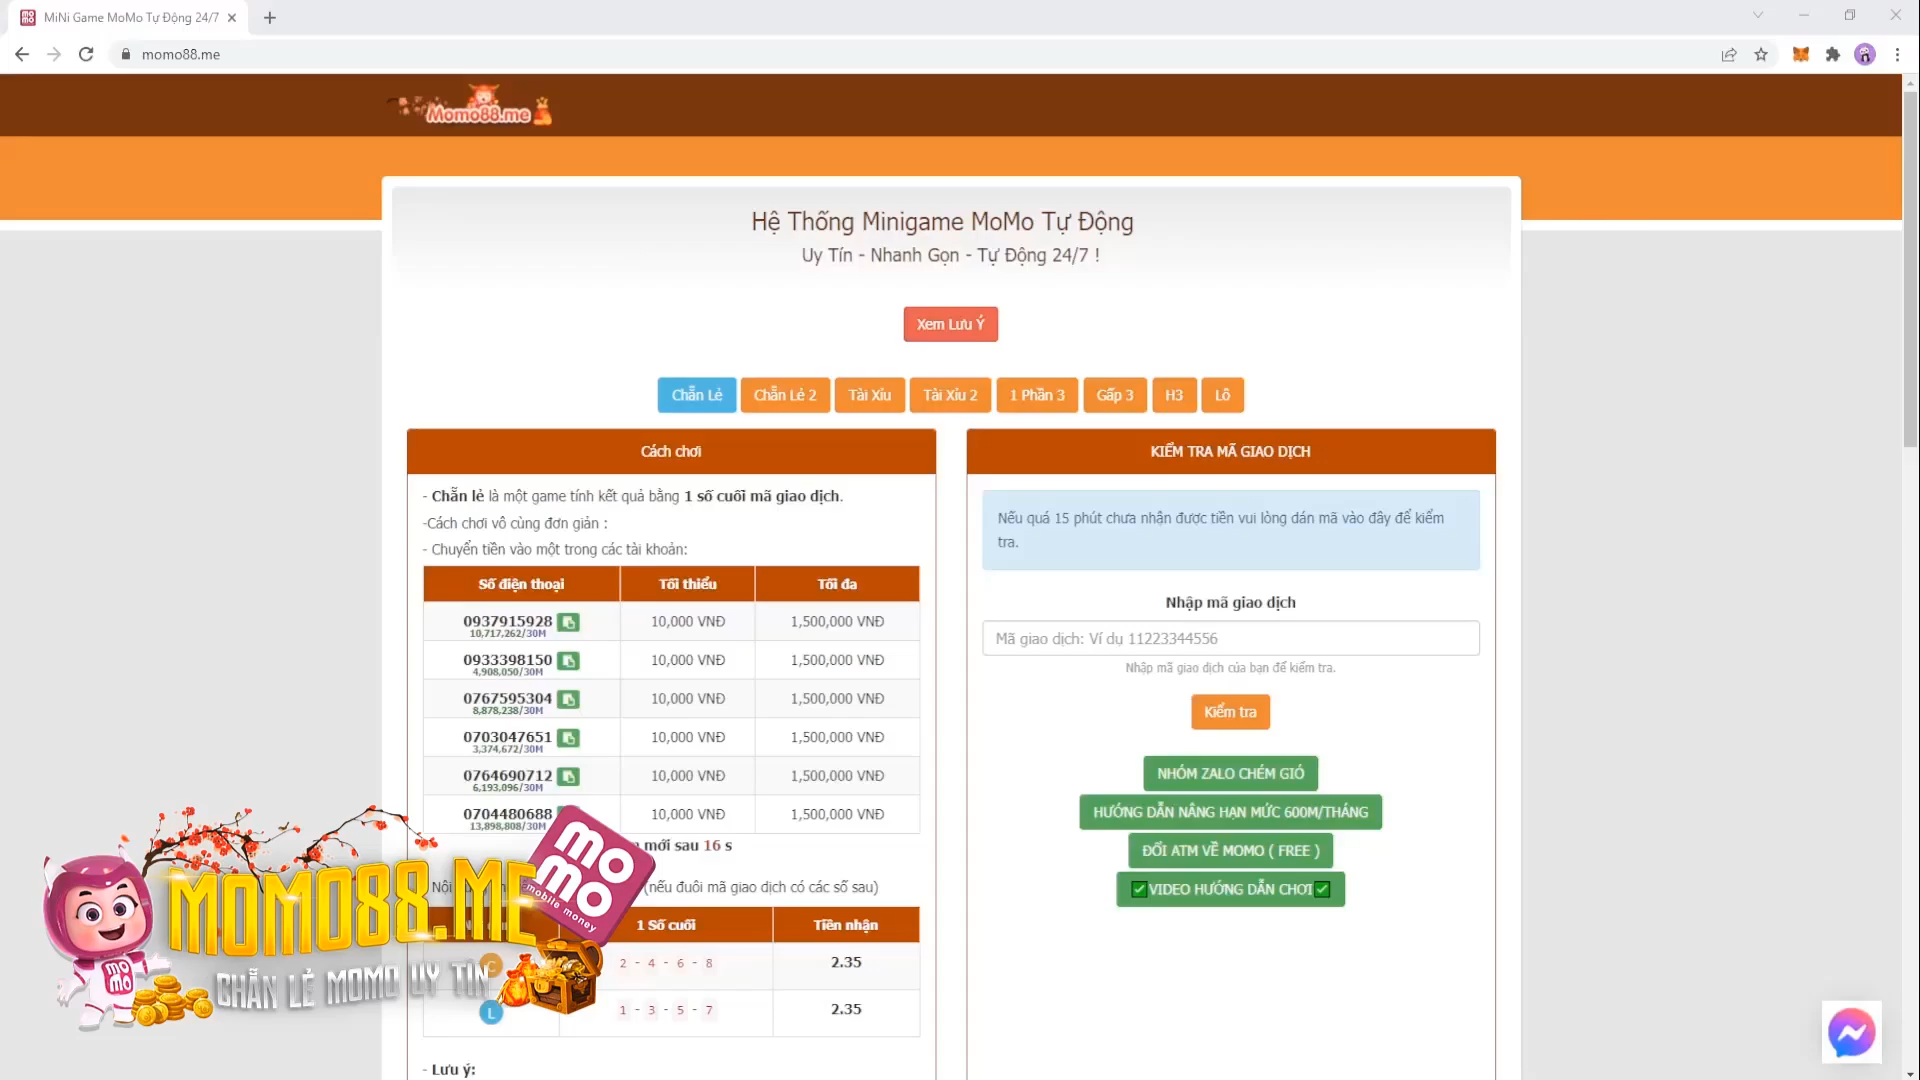 MiNi Game MoMo Tự Động 24/7
momo88.me
Momo88.me
Hệ Thống Minigame MoMo Tự Động
Uy Tín - Nhanh Gọn - Tự Động 24/7 !
Xem Lưu Ý
Chẵn Lẻ
Chẵn Lẻ 2
Tài Xỉu
Tài Xỉu 2
1 Phần 3
Gấp 3
H3
Lô
Cách chơi
- Chẵn lẻ là một game tính kết quả bằng 1 số cuối mã giao dịch.
-Cách chơi vô cùng đơn giản :
- Chuyển tiền vào một trong các tài khoản:
Số điện thoại Tối thiểu Tối đa
0937915928 10,000 VNĐ 1,500,000 VNĐ
10,717,262/30M
0933398150 10,000 VNĐ 1,500,000 VNĐ
4,908,050/30M
0767595304 10,000 VNĐ 1,500,000 VNĐ
8,878,238/30M
0703047651 10,000 VNĐ 1,500,000 VNĐ
3,374,672/30M
0764690712 10,000 VNĐ 1,500,000 VNĐ
6,193,096/30M
0704480688 10,000 VNĐ 1,500,000 VNĐ
13,898,808/30M
mới sau 16 s
(nếu đuôi mã giao dịch có các số sau)
1 Số cuối Tiền nhận
C 2 - 4 - 6 - 8 2.35
L 1 - 3 - 5 - 7 2.35
- Lưu ý:
KIỂM TRA MÃ GIAO DỊCH
Nếu quá 15 phút chưa nhận được tiền vui lòng dán mã vào đây để kiểm
tra.
Nhập mã giao dịch
Mã giao dịch: Ví dụ 11223344556
Nhập mã giao dịch của bạn để kiểm tra.
Kiểm tra
NHÓM ZALO CHÉM GIÓ
HƯỚNG DẪN NÂNG HẠN MỨC 600M/THÁNG
ĐỔI ATM VỀ MOMO ( FREE )
VIDEO HƯỚNG DẪN CHƠI
MOMO88.ME
CHẴN LẺ MOMO UY TÍN
mo
mo
mobile money
mo
mo